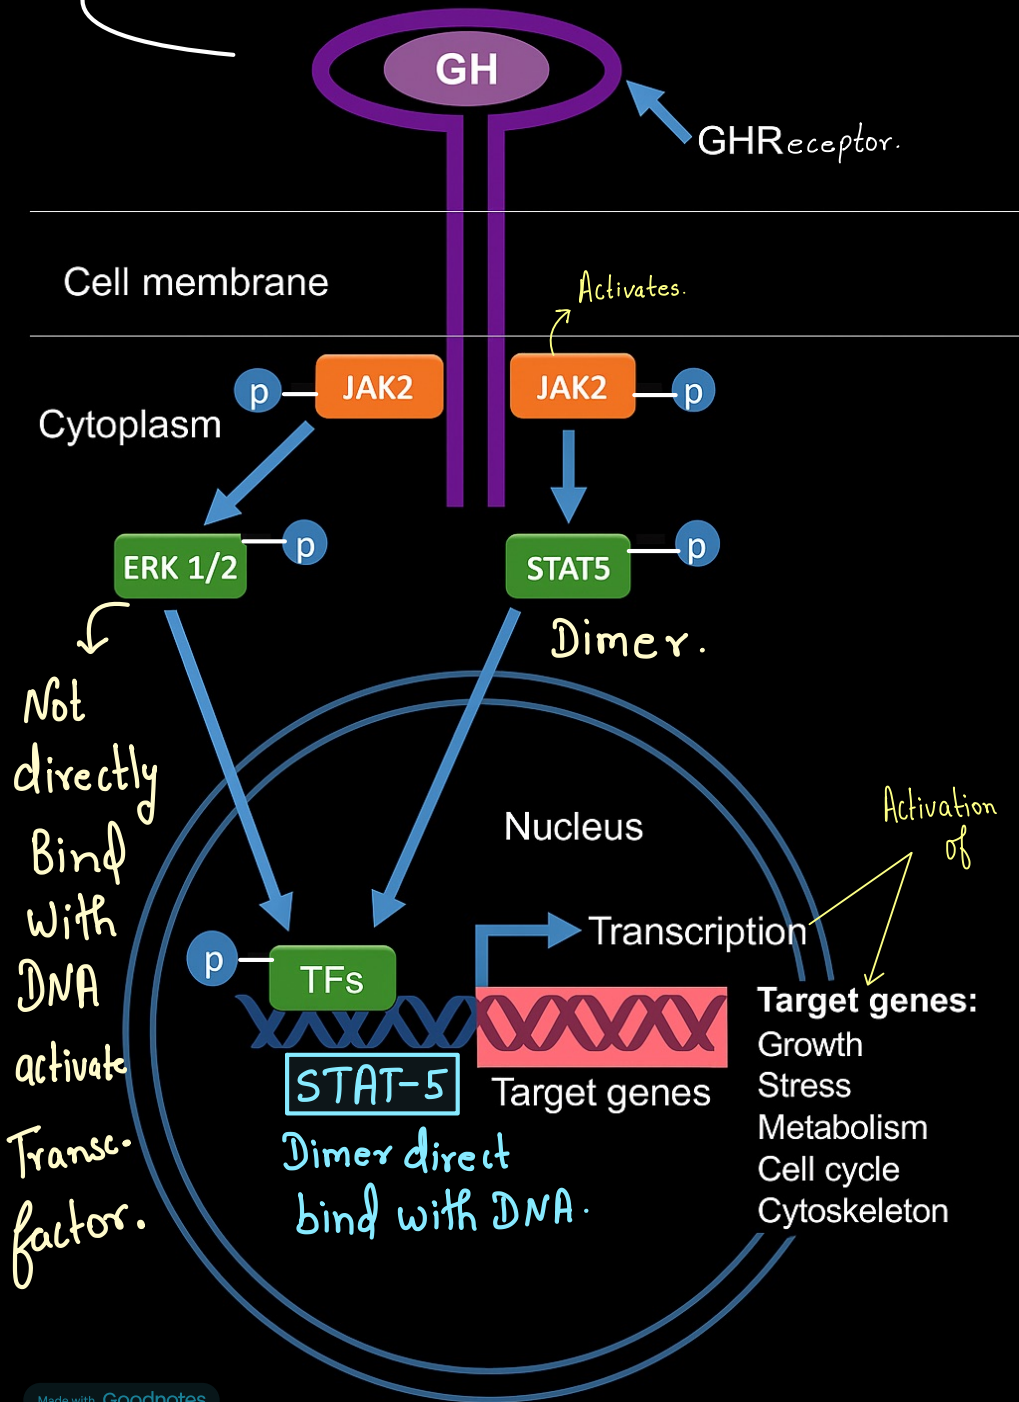 GH
GHReceptor.
Cell membrane
Activates.
p
JAK2
JAK2
p
Cytoplasm
ERK 1/2
p
STAT5
p
Dimer.
Not
directly
Bind
with
DNA
activate
Transc.
factor.
Nucleus
Activation
of
Transcription
p
TFs
STAT-5
Dimer direct
bind with DNA.
Target genes
Target genes:
Growth
Stress
Metabolism
Cell cycle
Cytoskeleton
Made with Goodnotes